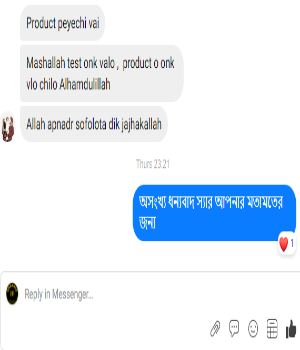 Product peyechi vai
Mashallah test onk valo , product o onk
vlo chilo Alhamdulillah
Allah apnadr sofolota dik jajhakallah
Thurs 23.21
অসংখ্য ধন্যবাদ স্যার আপনার মতামতের
জন্য
1
Reply in Messenger...